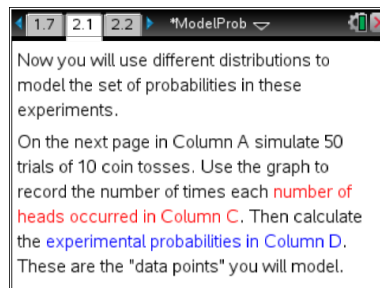 1.7 2.1 2.2 *ModelProb
Now you will use different distributions to
model the set of probabilities in these
experiments.
On the next page in Column A simulate 50
trials of 10 coin tosses. Use the graph to
record the number of times each number of
heads occurred in Column C. Then calculate
the experimental probabilities in Column D.
These are the "data points" you will model.